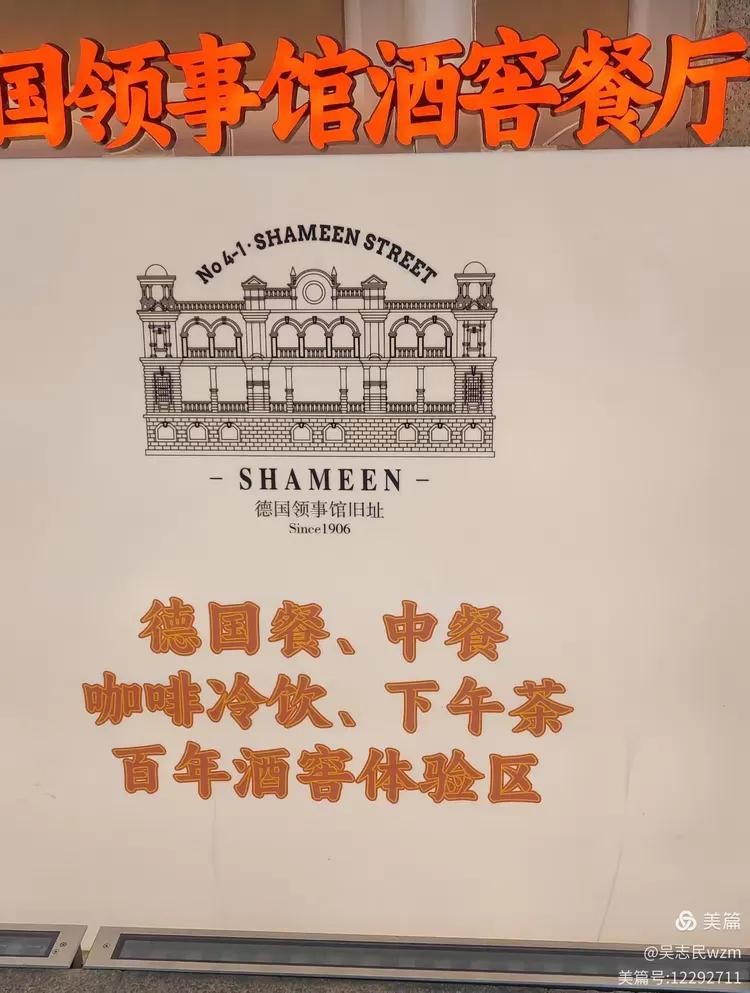 国领事馆酒窖餐厅
No 4-1·SHAMEEN STREET
- SHAMEEN -
德国领事馆旧址
Since1906
德国餐、中餐
咖啡冷饮、下午茶
百年酒窖体验区
美篇
@吴志民wzm
美篇号:12292711